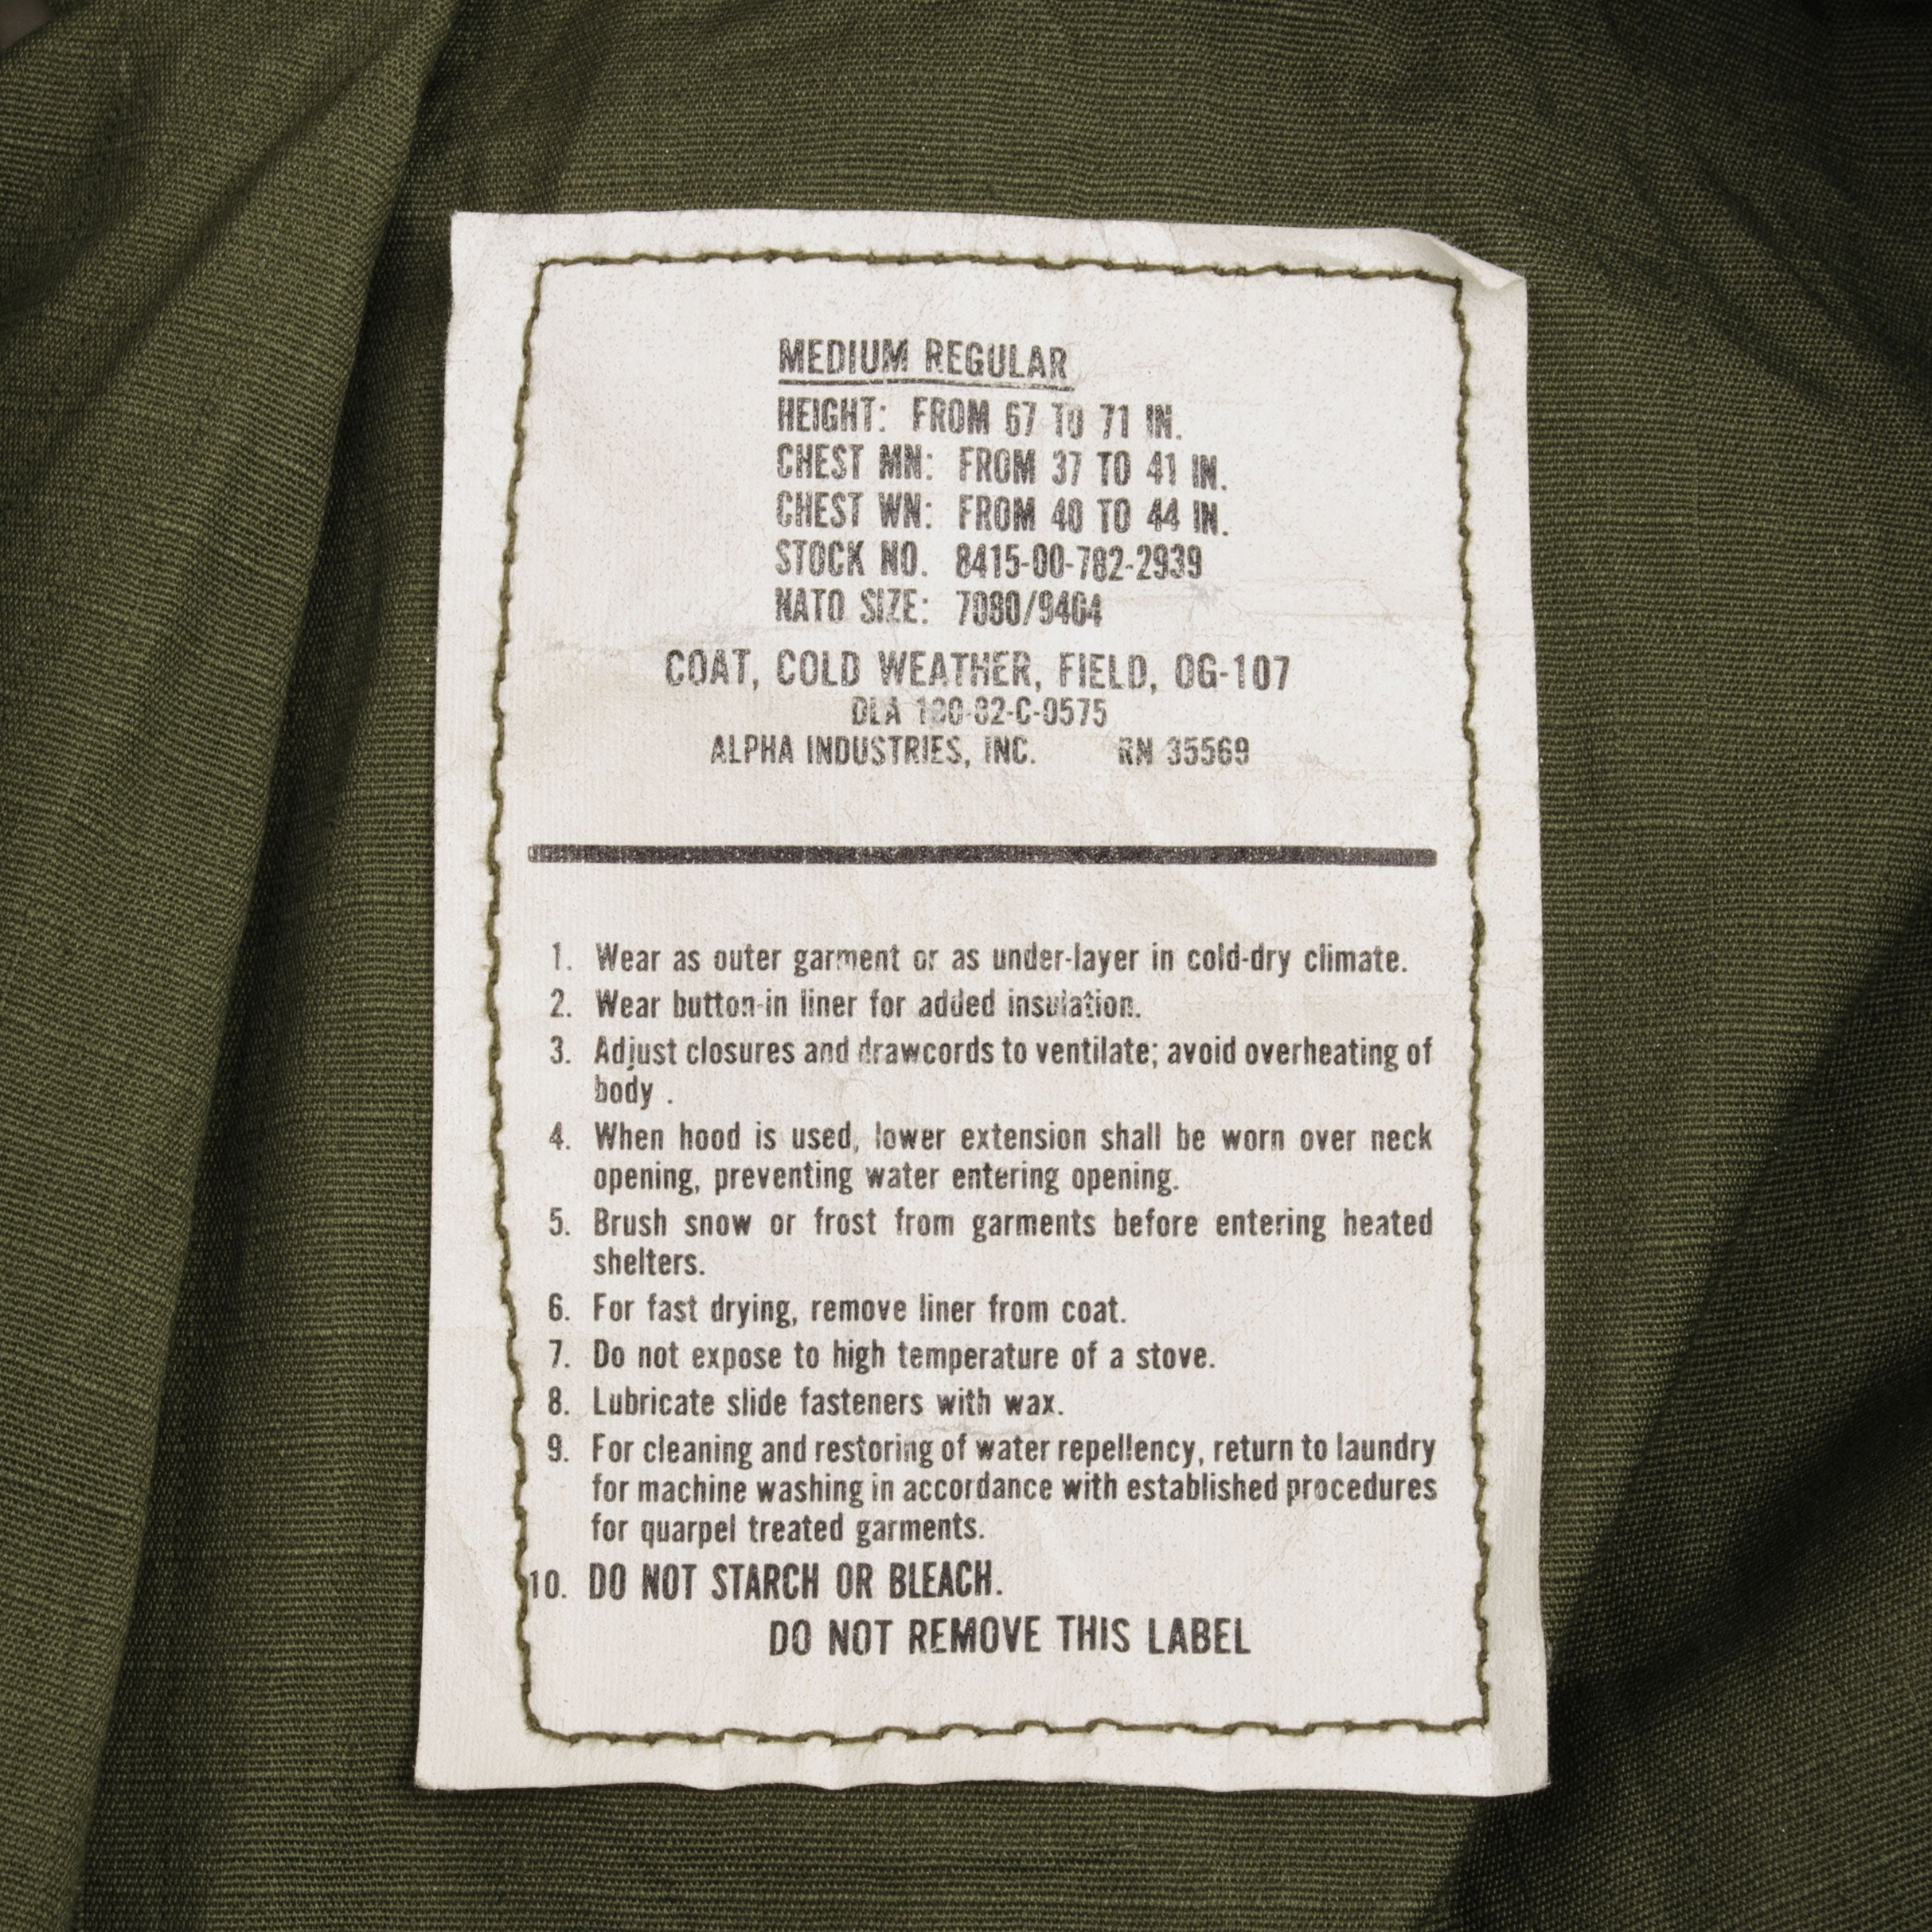 MEDIUM REGULAR
HEIGHT: FROM 67 TO 71 IN.
CHEST MN: FROM 37 TO 41 IN.
CHEST WN: FROM 40 TO 44 IN.
STOCK NO. 8415-00-782-2939
NATO SIZE: 7080/9404
COAT, COLD WEATHER, FIELD, OG-107
DLA 100-82-C-0575
ALPHA INDUSTRIES, INC. RN 35569
1. Wear as outer garment or as under-layer in cold-dry climate.
2. Wear button-in liner for added insulation.
3. Adjust closures and drawcords to ventilate; avoid overheating of
body .
4. When hood is used, lower extension shall be worn over neck
opening, preventing water entering opening.
5. Brush snow or frost from garments before entering heated
shelters.
6. For fast drying, remove liner from coat.
7. Do not expose to high temperature of a stove.
8. Lubricate slide fasteners with wax.
9. For cleaning and restoring of water repellency, return to laundry
for machine washing in accordance with established procedures
for quarpel treated garments.
10. DO NOT STARCH OR BLEACH.
DO NOT REMOVE THIS LABEL